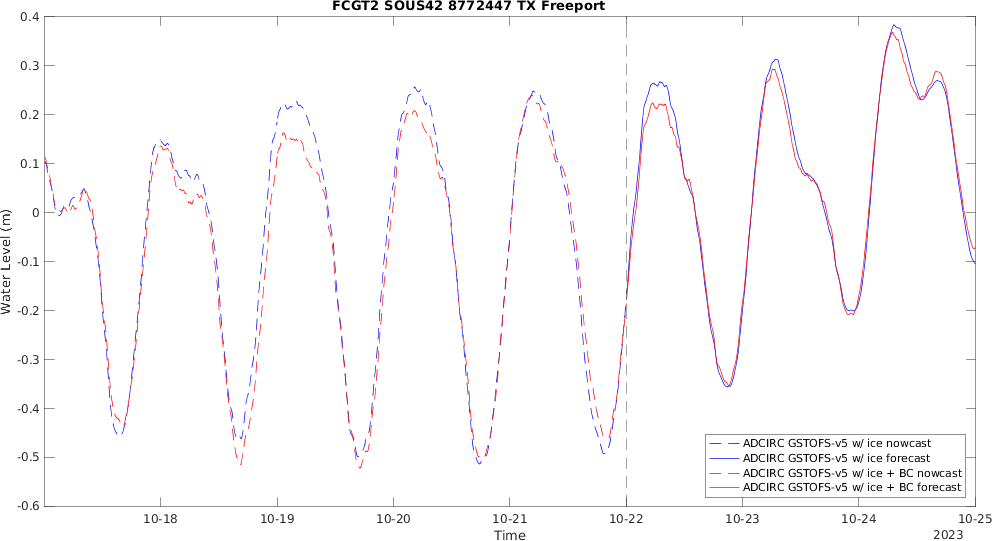 FCGT2 SOUS42 8772447 TX Freeport
Water Level (m)
0.4
0.3
0.2
0.1
0
-0.1
-0.2
-0.3
-0.4
-0.5
-0.6
ADCIRC GSTOFS-v5 w/ ice nowcast
ADCIRC GSTOFS-v5 w/ ice forecast
ADCIRC GSTOFS-v5 w/ ice + BC nowcast
ADCIRC GSTOFS-v5 w/ ice + BC forecast
10-18 10-19 10-20 10-21 10-22 10-23 10-24 10-25
Time 2023